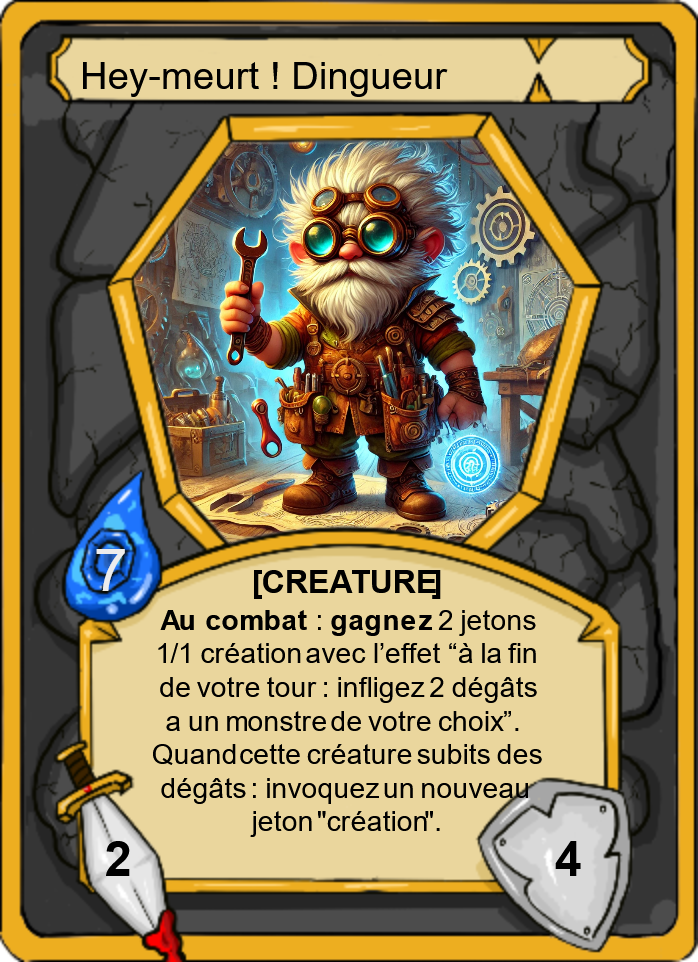 Hey-meurt ! Dingueur
7
[CREATURE]
Au combat : gagnez 2 jetons
1/1 création avec l’effet “à la fin
de votre tour : infligez 2 dégâts
a un monstre de votre choix”.
Quand cette créature subits des
dégâts : invoquez un nouveau
jeton "création".
2
4